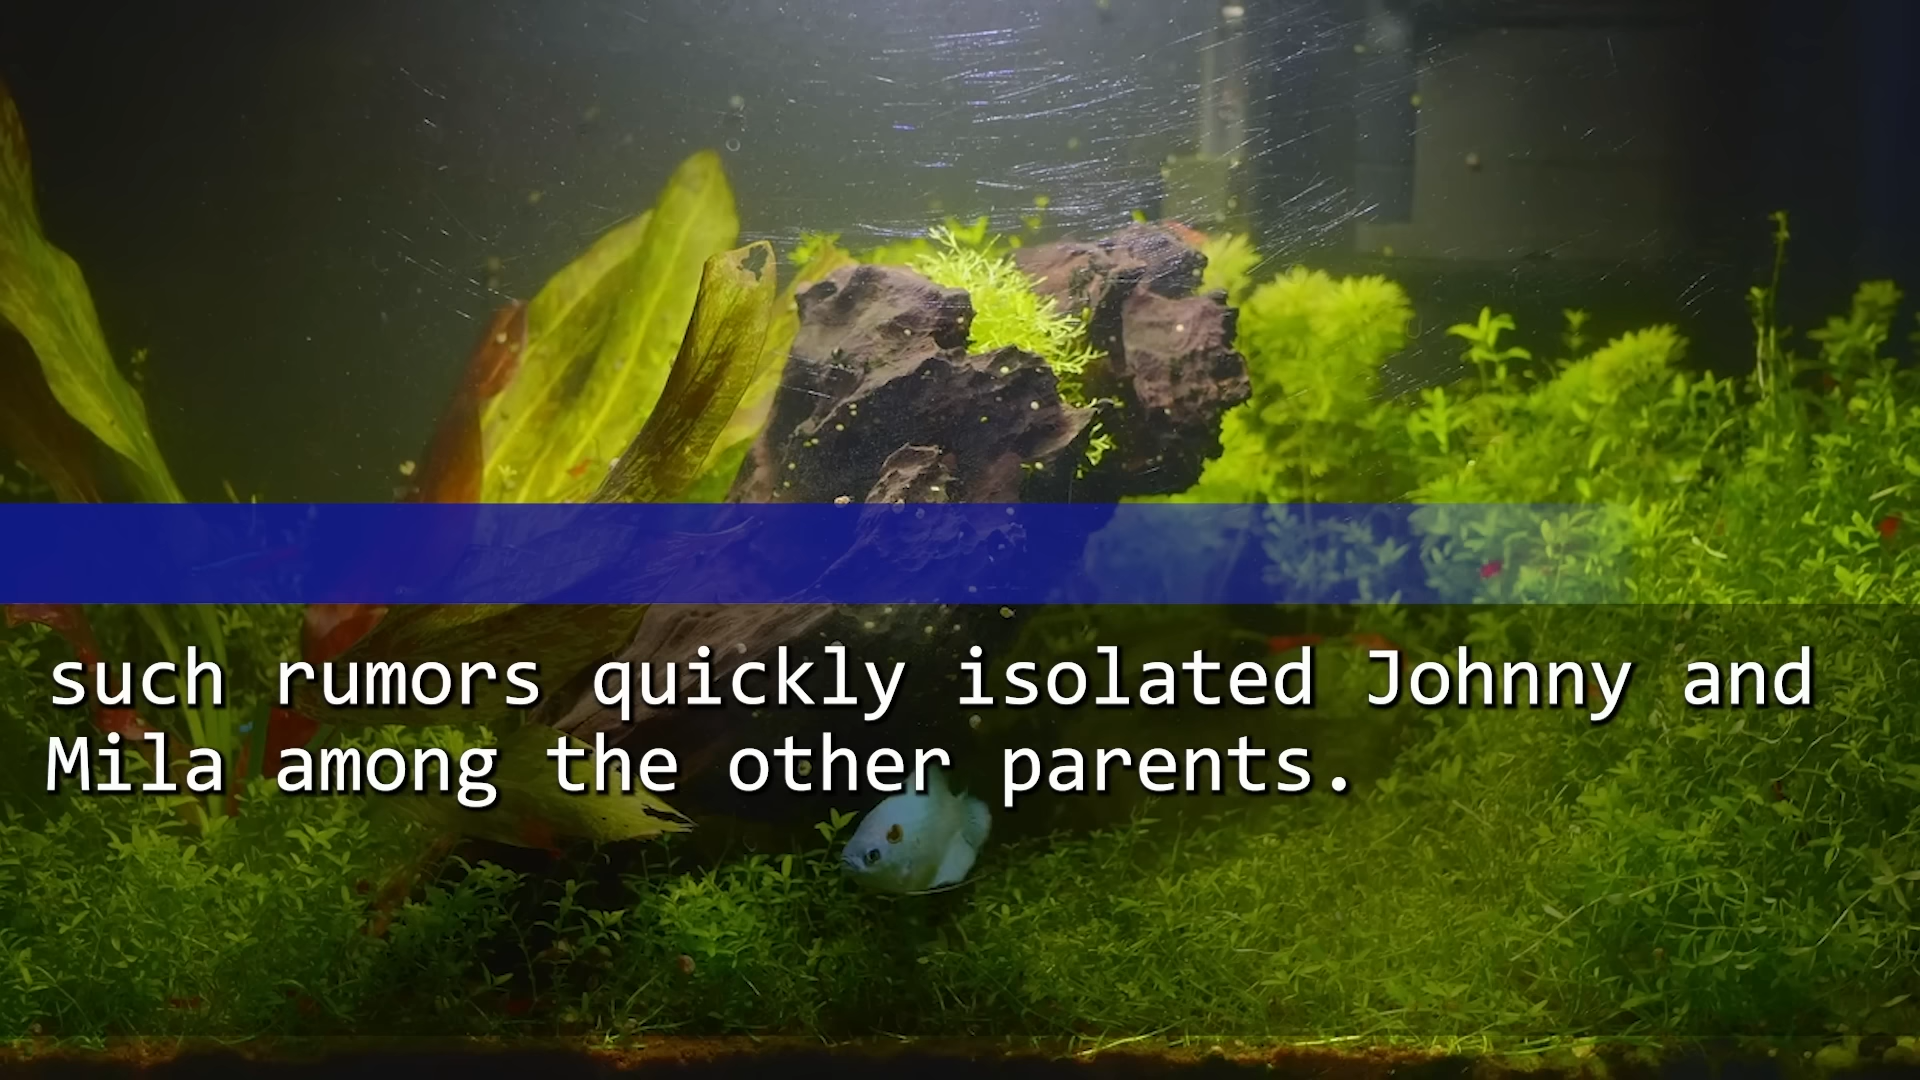 such rumors quickly isolated Johnny and
Mila among the other parents.